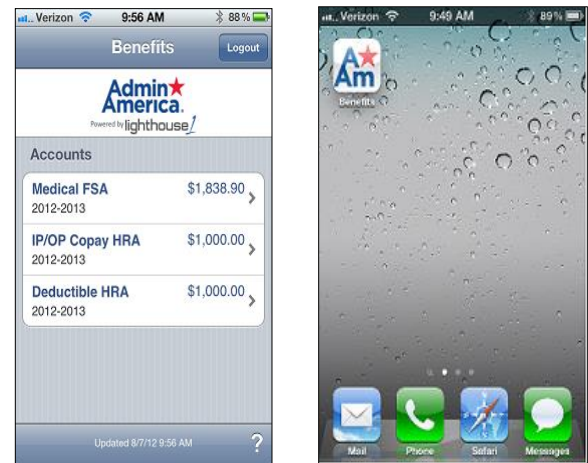 Verizon 9:56 AM 88%
Benefits Logout
Admin
America
Powered by lighthouse1
Accounts
Medical FSA $1,838.90
2012-2013
IP/OP Copay HRA $1,000.00
2012-2013
Deductible HRA $1,000.00
2012-2013
Updated 8/7/12 9:56 AM ?
Verizon 9:49 AM 89%
A
Am
Benefits
Mail Phone Safari Messages